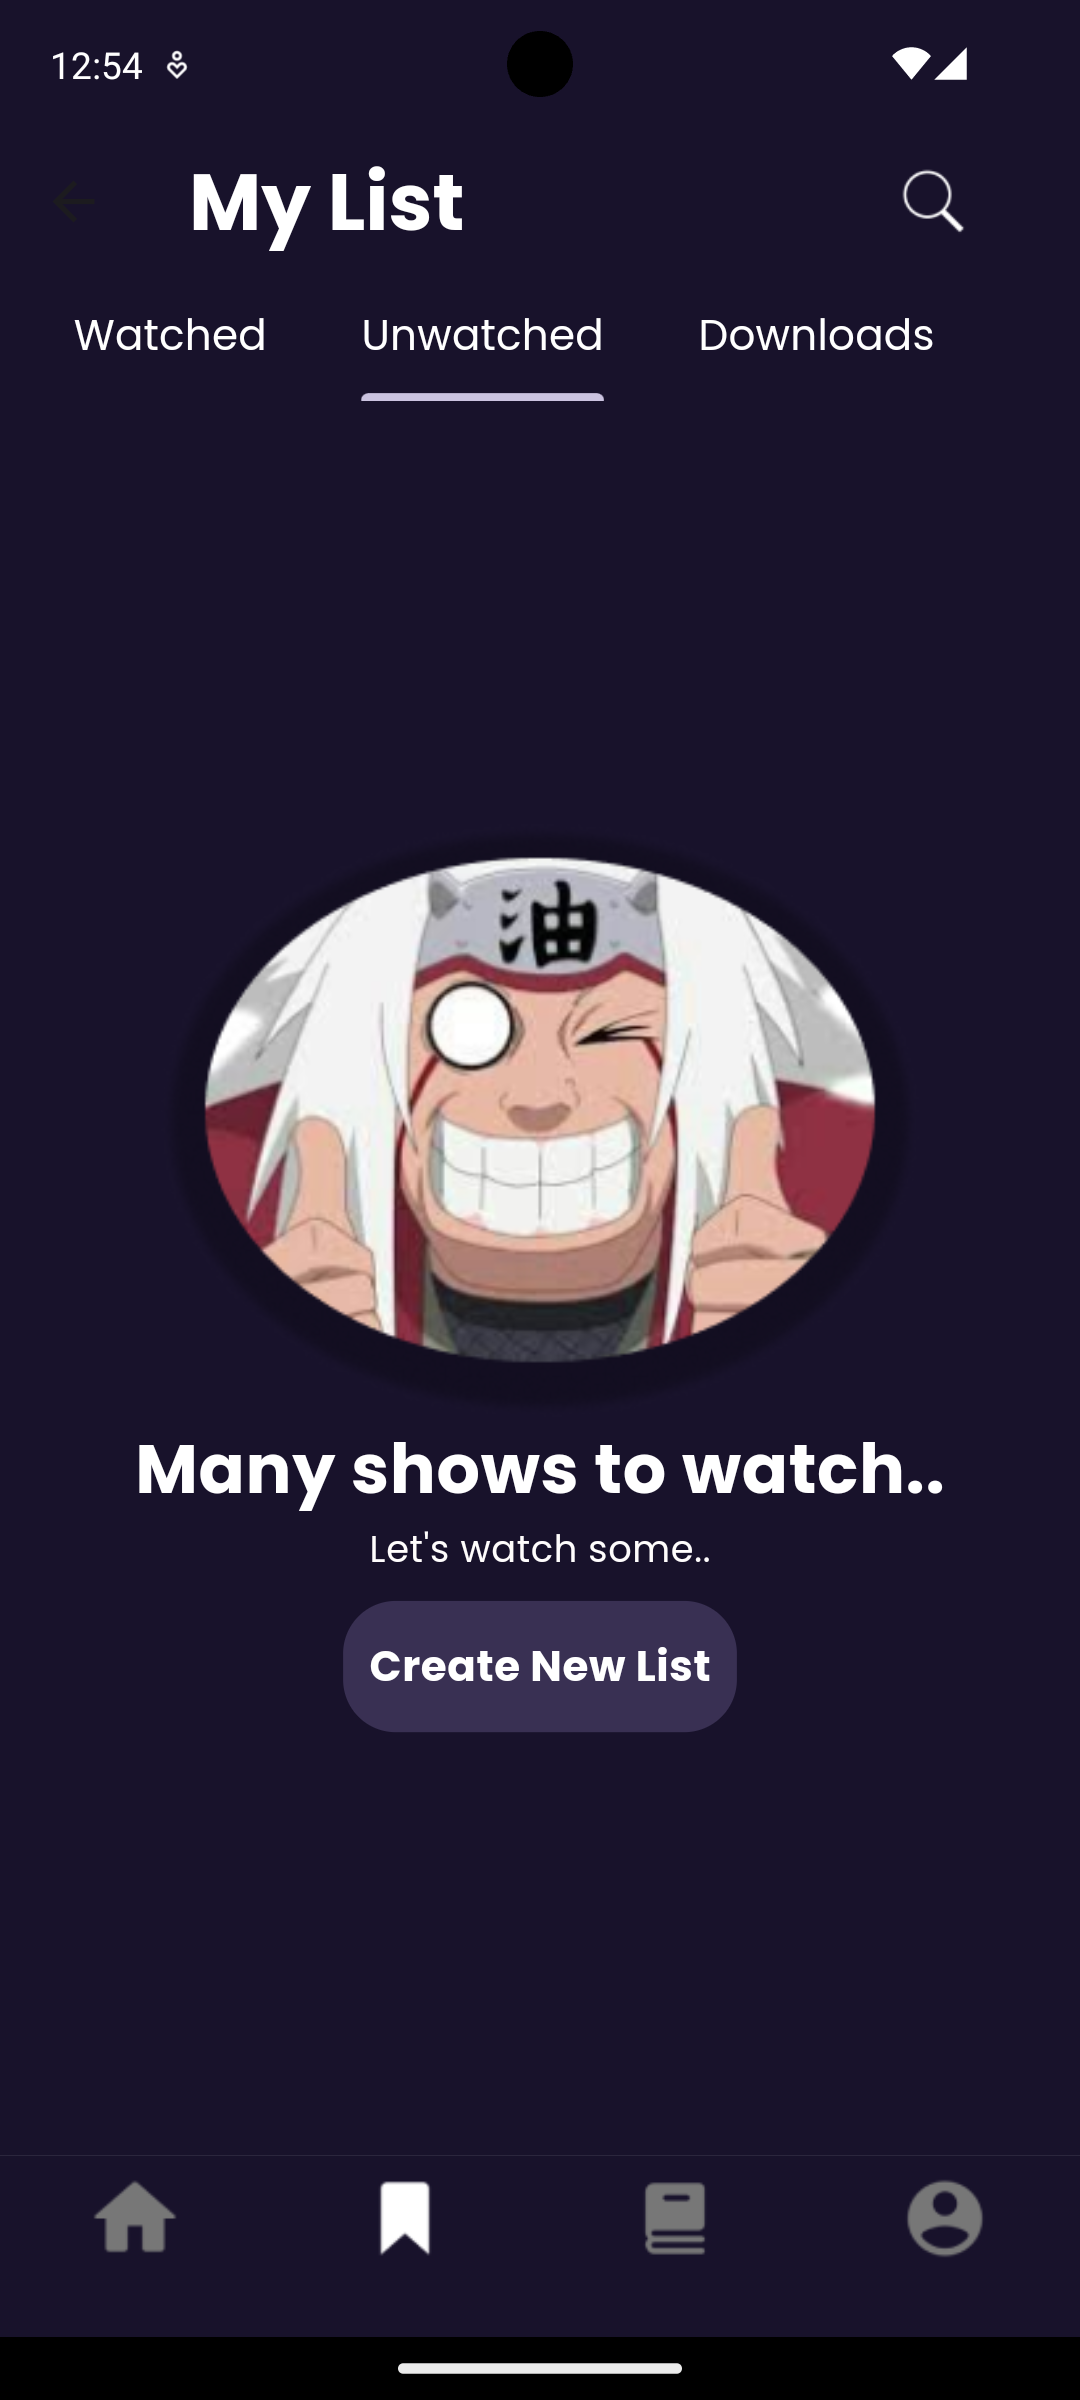 12:54
My List
Watched Unwatched Downloads
油
Many shows to watch..
Let's watch some..
Create New List